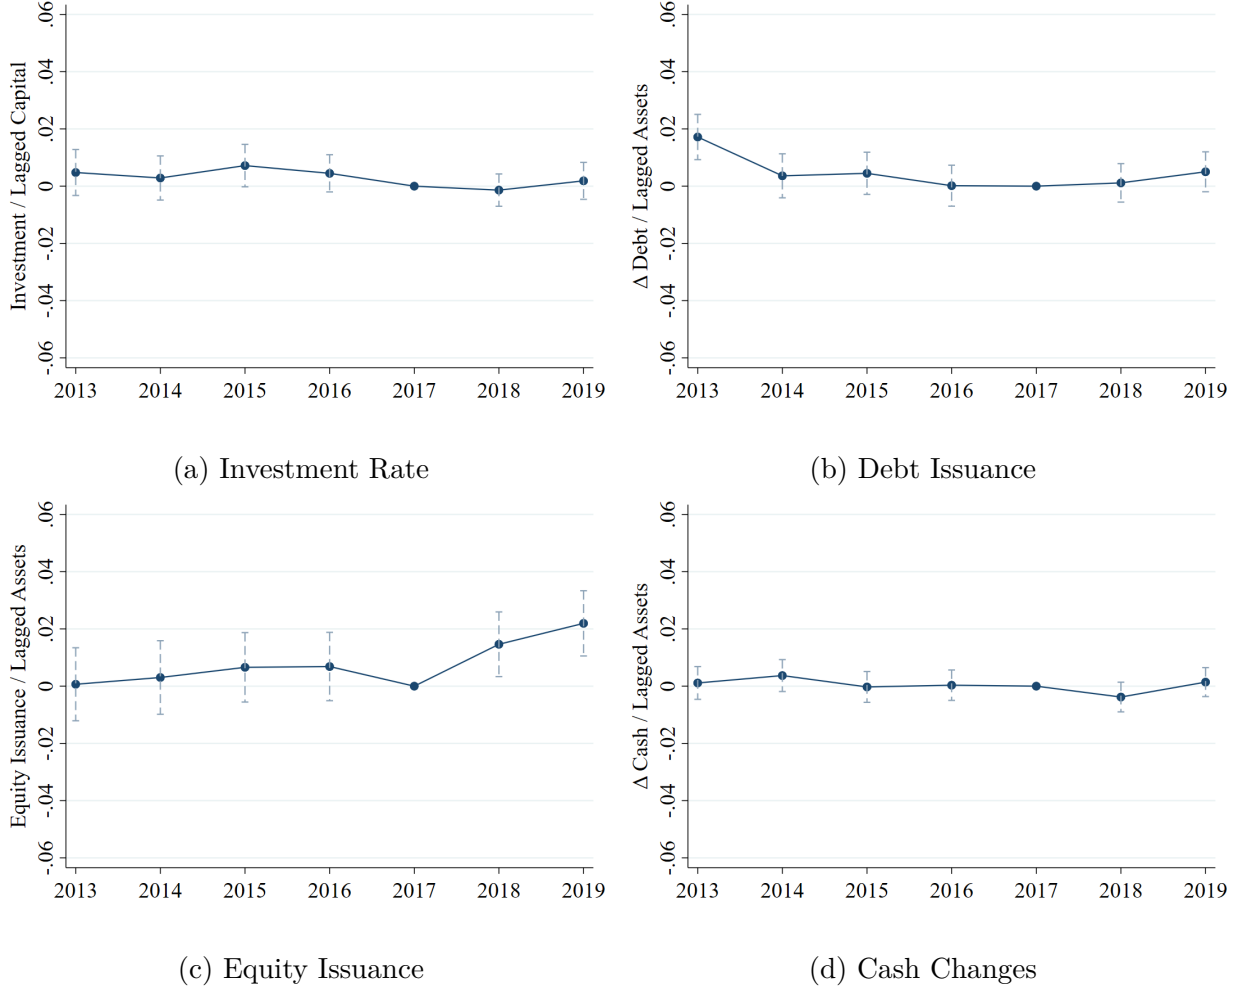 Investment / Lagged Capital
.06
.04
.02
0
-.02
-.04
-.06
2013 2014 2015 2016 2017 2018 2019
(a) Investment Rate
Δ Debt / Lagged Assets
.06
.04
.02
0
-.02
-.04
-.06
2013 2014 2015 2016 2017 2018 2019
(b) Debt Issuance
Equity Issuance / Lagged Assets
.06
.04
.02
0
-.02
-.04
-.06
2013 2014 2015 2016 2017 2018 2019
(c) Equity Issuance
Δ Cash / Lagged Assets
.06
.04
.02
0
-.02
-.04
-.06
2013 2014 2015 2016 2017 2018 2019
(d) Cash Changes